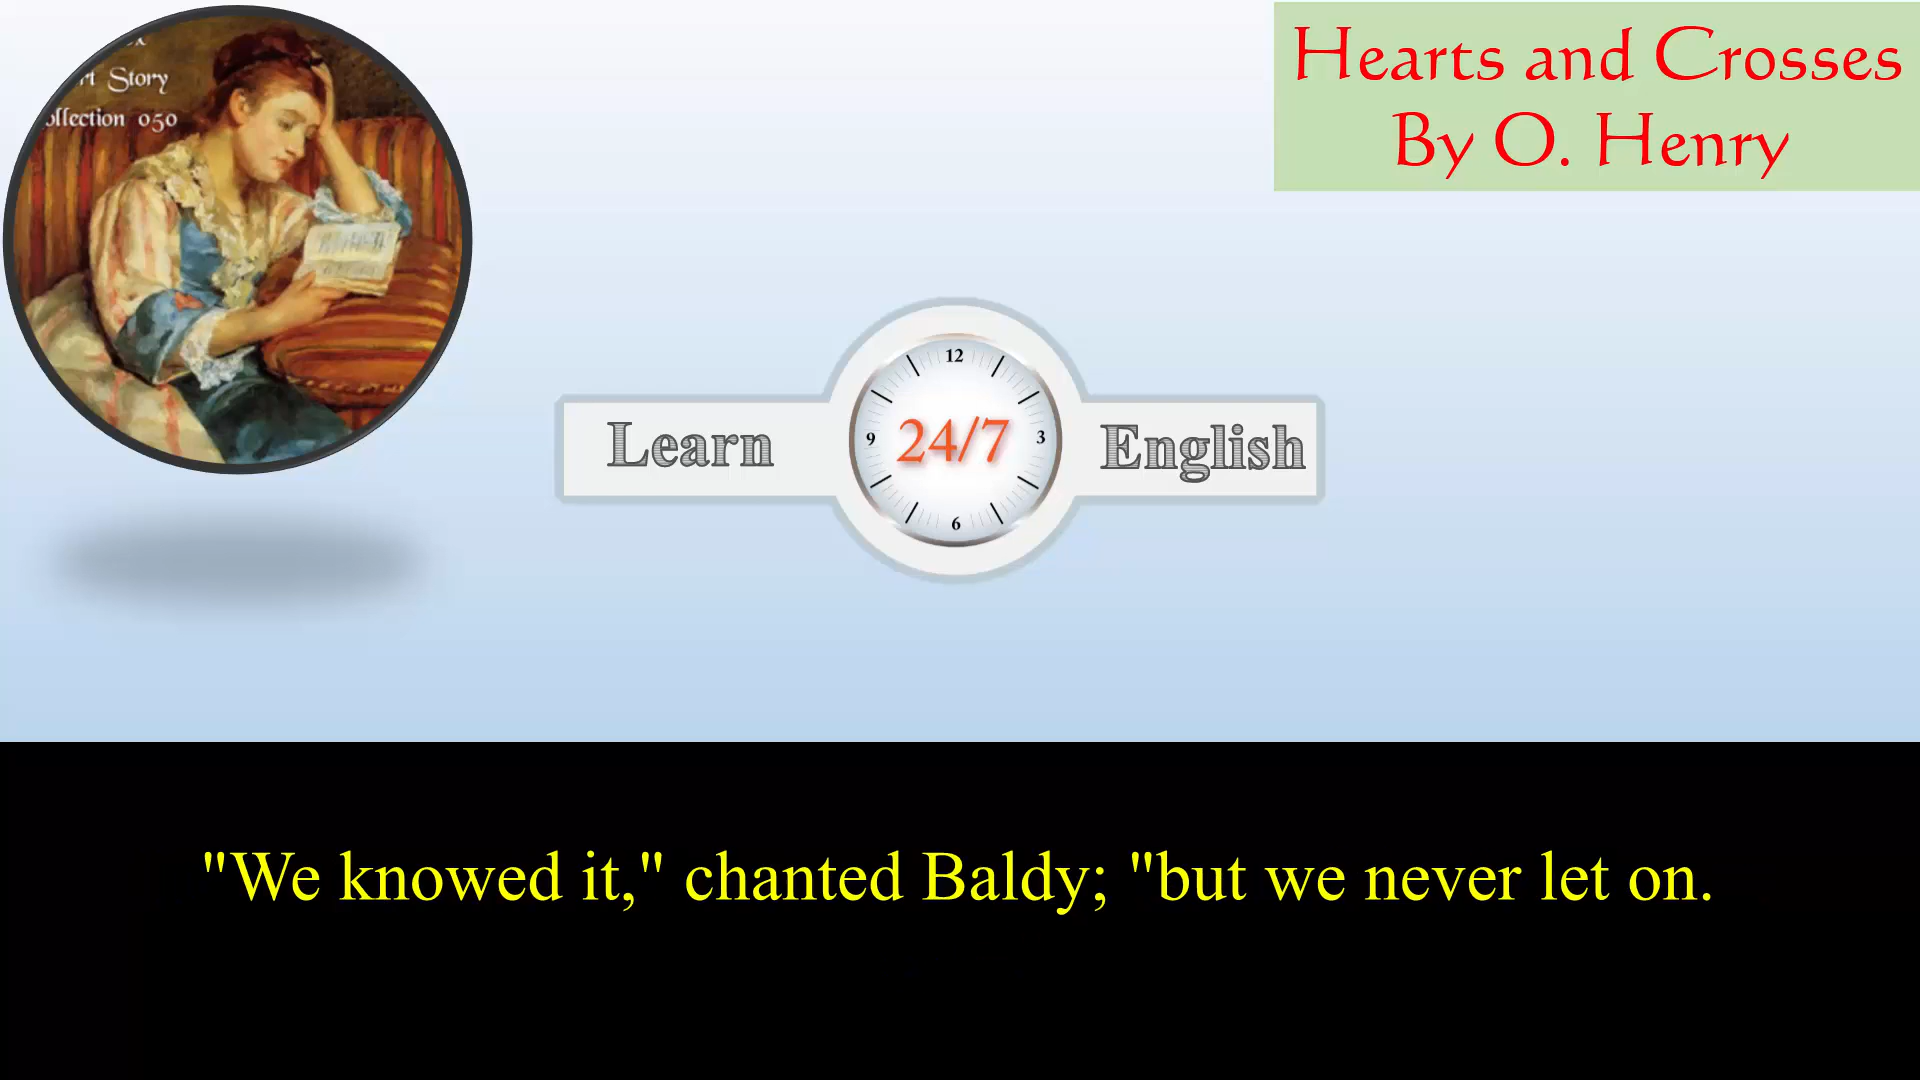 Story
050
Hearts and Crosses
By O. Henry
12
9
3
6
Learn
24/7
English
"We knowed it," chanted Baldy; "but we never let on.